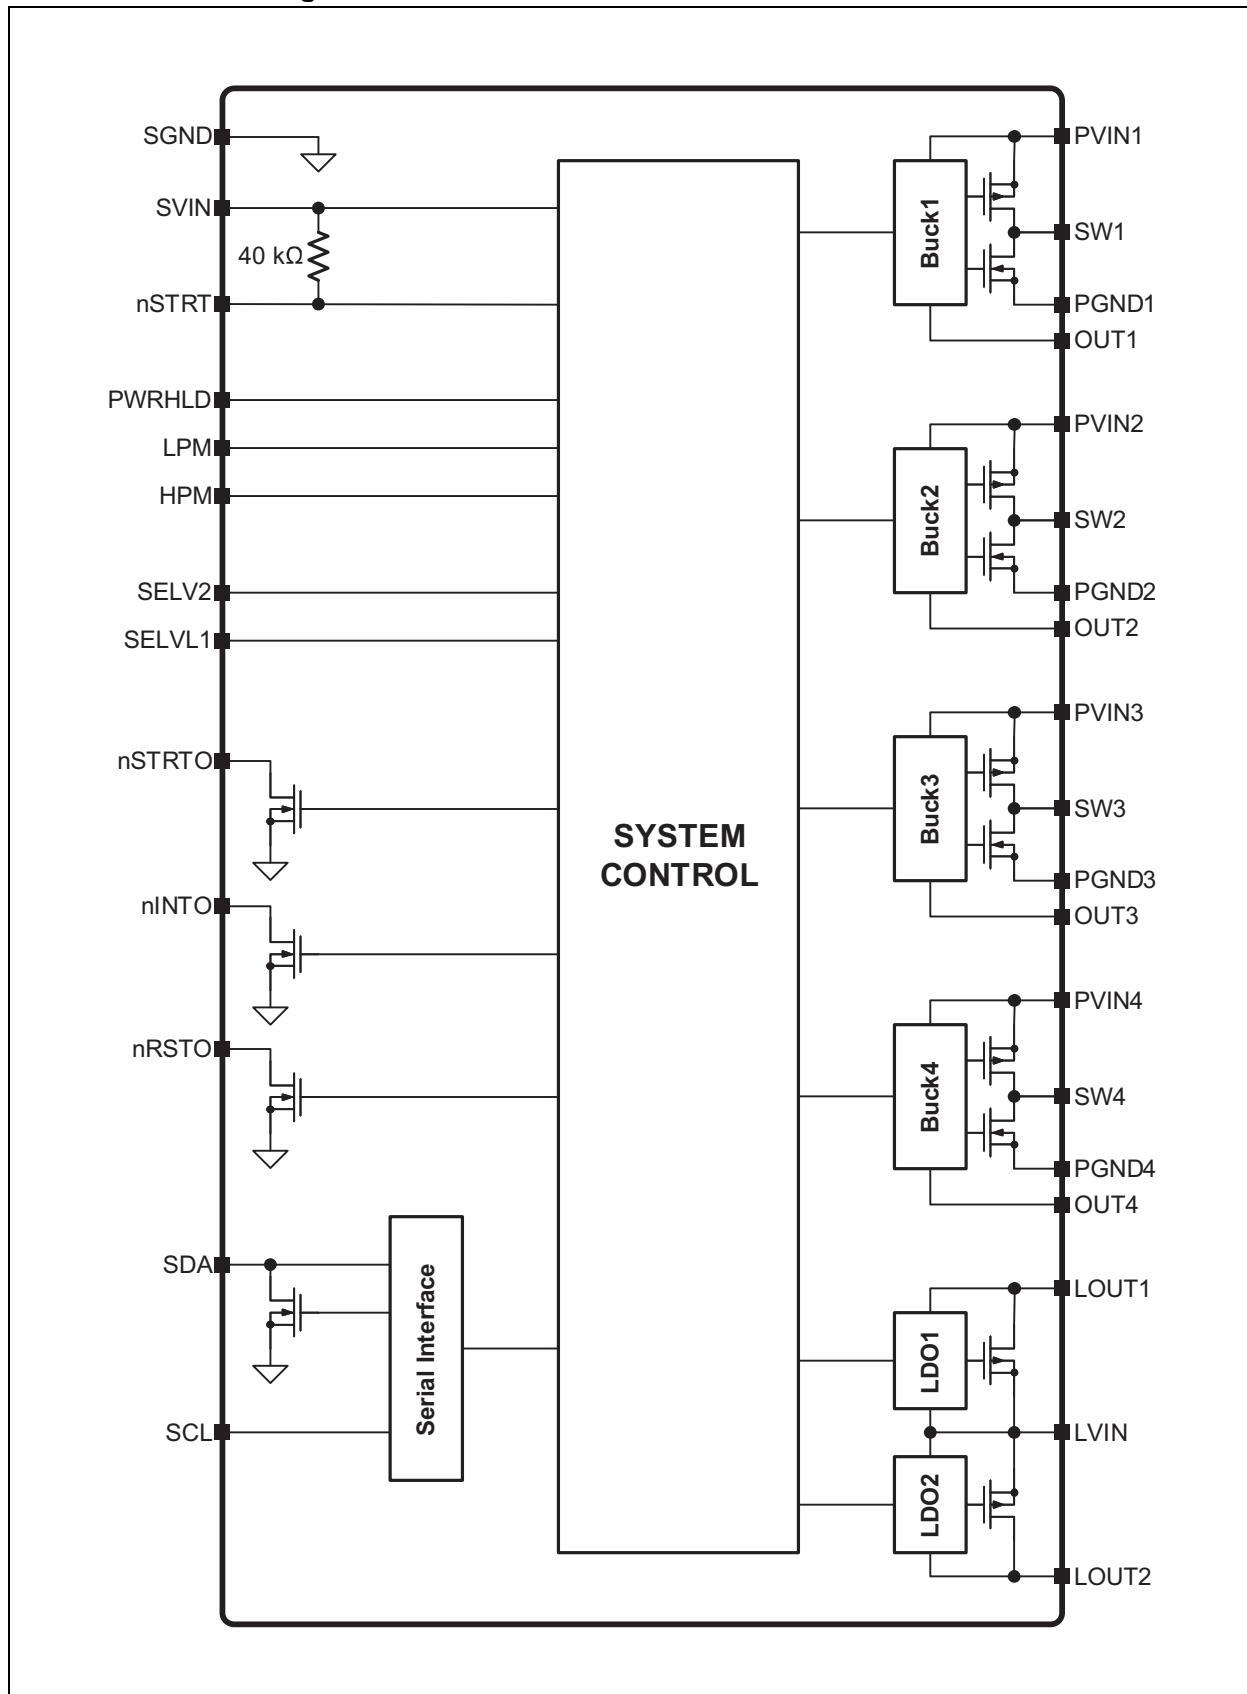 SGND
SVIN
40 kΩ
nSTRT
PWRHLD
LPM
HPM
SELV2
SELVL1
nSTRTO
nINTO
nRSTO
SDA
SCL
Serial Interface
SYSTEM
CONTROL
Buck1
PVIN1
SW1
PGND1
OUT1
Buck2
PVIN2
SW2
PGND2
OUT2
Buck3
PVIN3
SW3
PGND3
OUT3
Buck4
PVIN4
SW4
PGND4
OUT4
LDO1
LOUT1
LVIN
LDO2
LOUT2